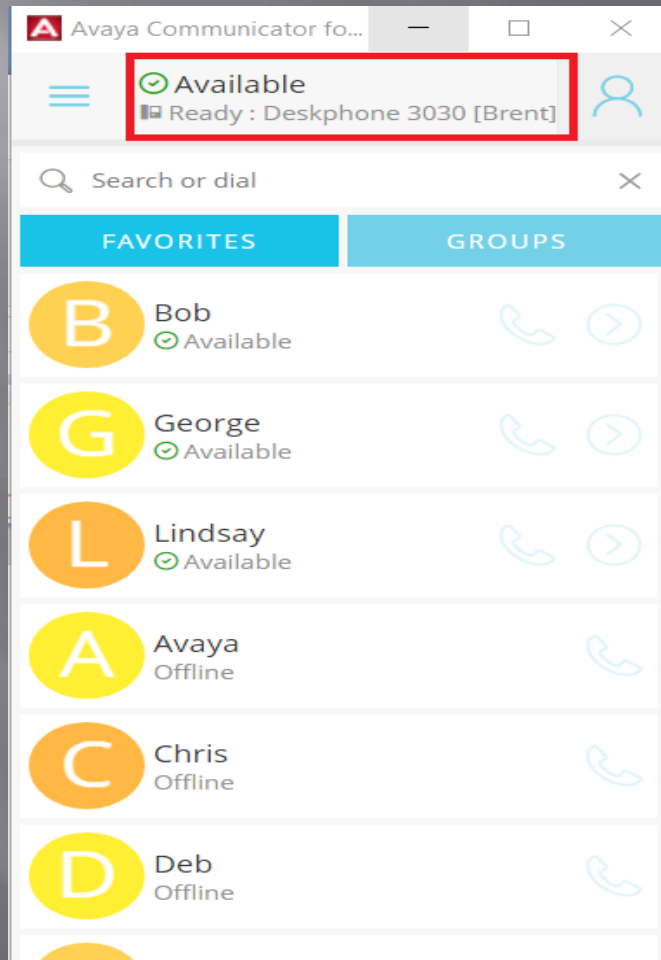 Avaya Communicator fo...
Available
Ready : Deskphone 3030 [Brent]
Search or dial
FAVORITES
GROUPS
B
Bob
Available
G
George
Available
L
Lindsay
Available
A
Avaya
Offline
C
Chris
Offline
D
Deb
Offline